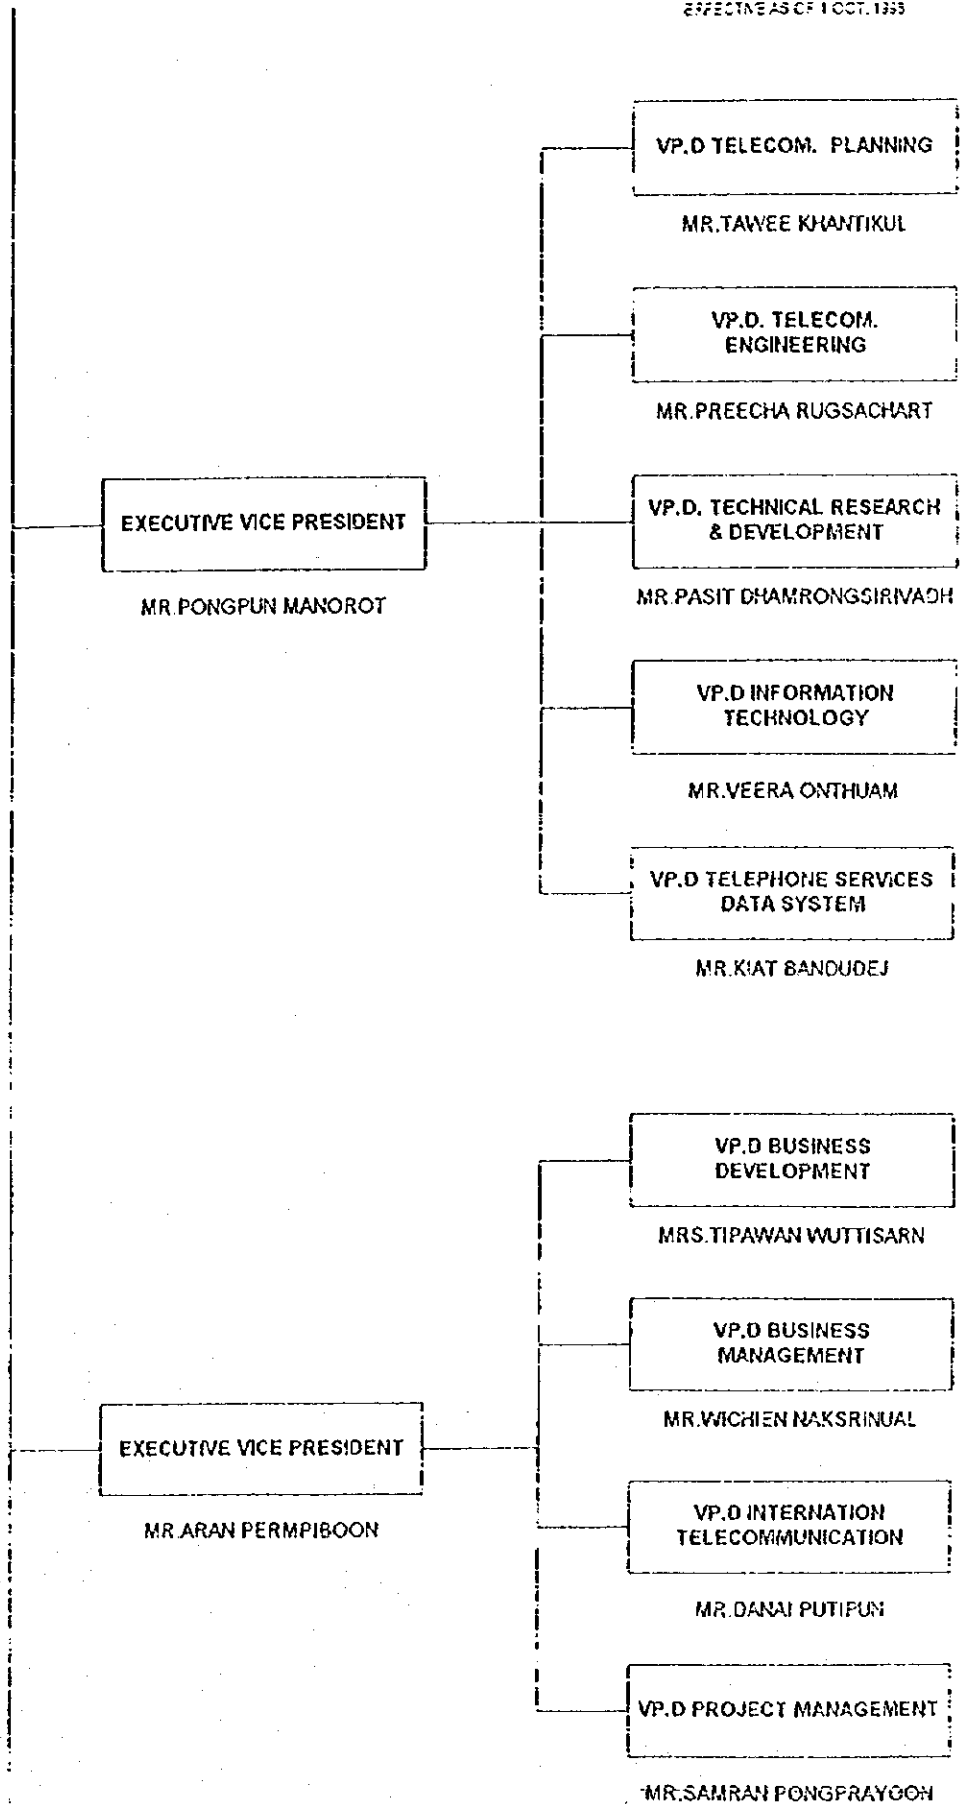 EFFECTIVE AS OF 1 OCT.
VP.D TELECOM. PLANNING
MR.TAWEE KHANTIKUL
VP.D. TELECOM.
ENGINEERING
MR.PREECHA RUGSACHART
EXECUTIVE VICE PRESIDENT
MR.PONGPUN MANOROT
VP.D. TECHNICAL RESEARCH
& DEVELOPMENT
MR.PASIT DHAMRONGSIRIVADH
VP.D INFORMATION
TECHNOLOGY
MR.VEERA ONTHUAM
VP.D TELEPHONE SERVICES
DATA SYSTEM
MR.KIAT BANDUDEJ
VP.D BUSINESS
DEVELOPMENT
MRS.TIPAWAN WUTTISARN
VP.D BUSINESS
MANAGEMENT
MR.WICHIEN NAKSRINUAL
EXECUTIVE VICE PRESIDENT
MR.ARAN PERMPIBOON
VP.D INTERNATION
TELECOMMUNICATION
MR.DANAI PUTIPUN
VP.D PROJECT MANAGEMENT
MR.SAMRAN PONGPRAYOON